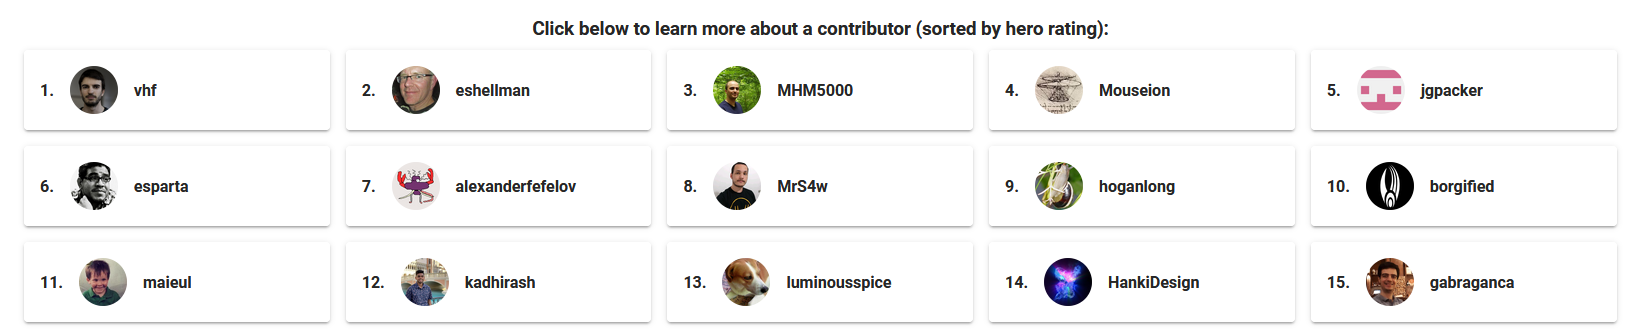 Click below to learn more about a contributor (sorted by hero rating):
1. vhf
2. eshellman
3. MHM5000
4. Mouseion
5. jgpacker
6. esparta
7. alexanderfefelov
8. MrS4w
9. hoganlong
10. borgified
11. maieul
12. kadhirash
13. luminousspice
14. HankiDesign
15. gabraganca